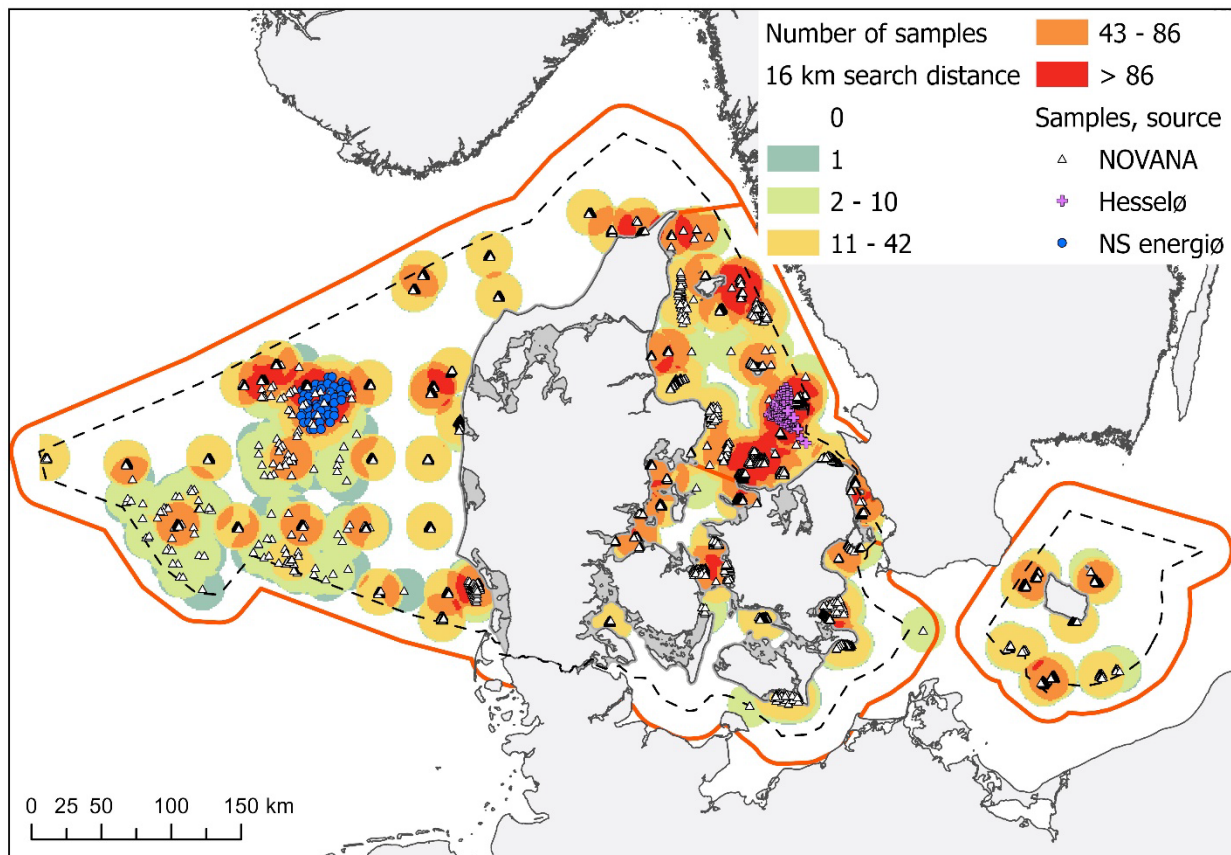 Number of samples
16 km search distance
0
1
2 - 10
11 - 42
43 - 86
> 86
Samples, source
NOVANA
Hesselø
NS energiø
0 25 50 100 150 km